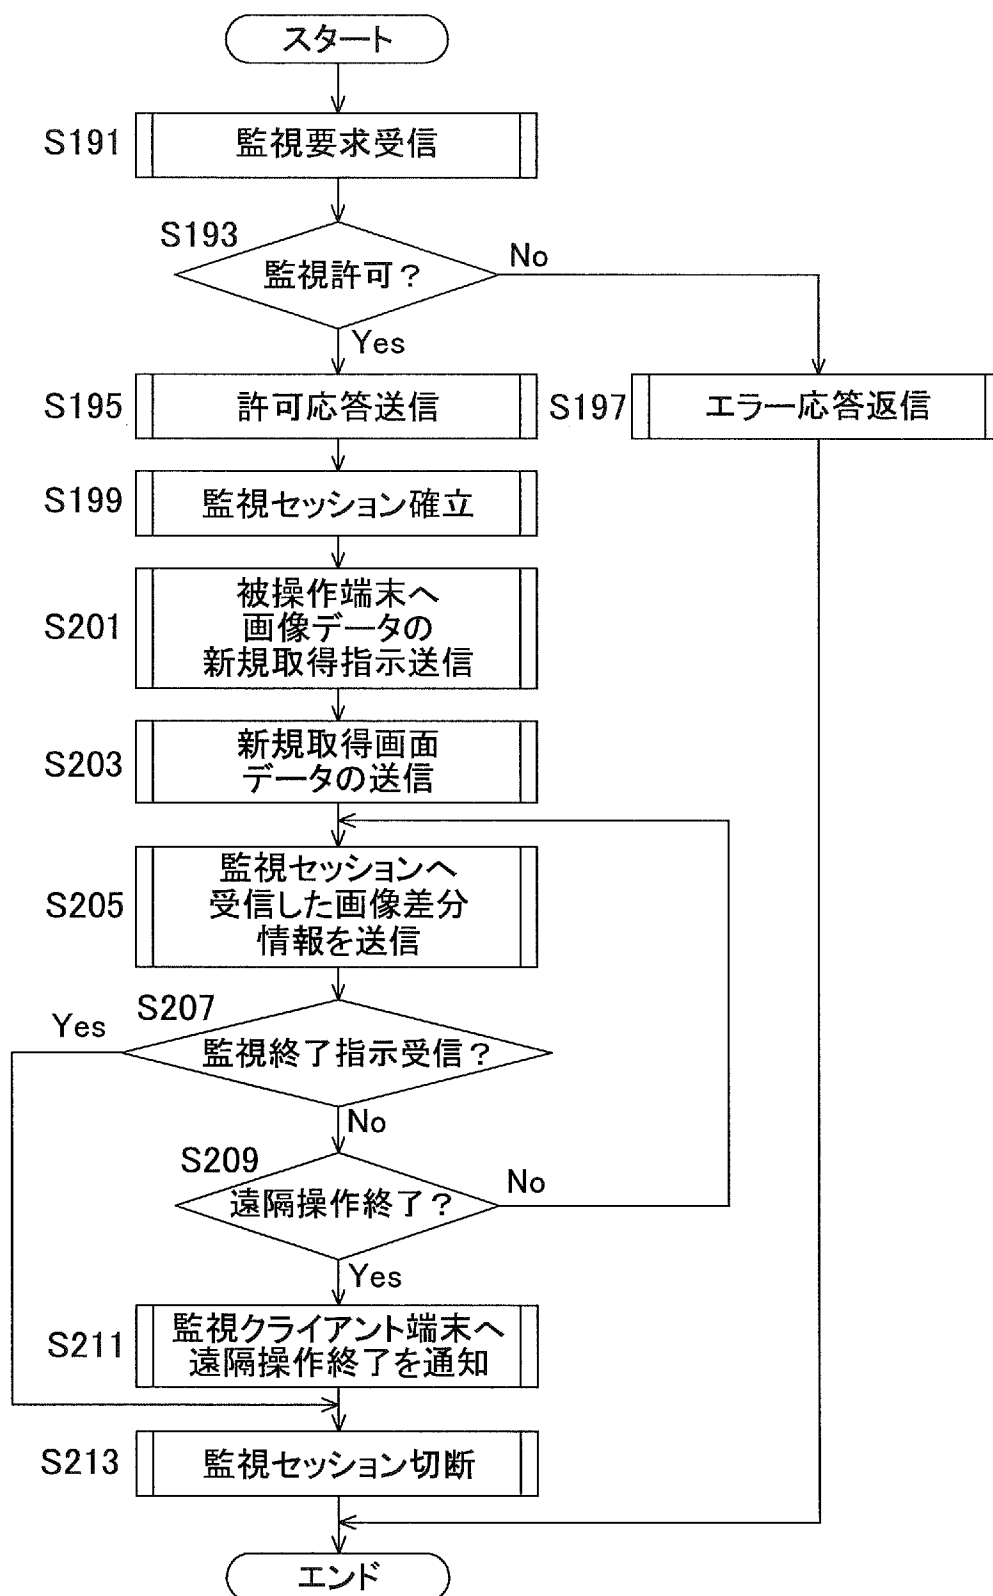 スタート
S191
監視要求受信
S193
監視許可?
No
Yes
S195
許可応答送信
S197
エラー応答返信
S199
監視セッション確立
S201
被操作端末へ
画像データの
新規取得指示送信
S203
新規取得画面
データの送信
S205
監視セッションへ
受信した画像差分
情報を送信
S207
Yes
監視終了指示受信?
No
S209
遠隔操作終了?
No
Yes
S211
監視クライアント端末へ
遠隔操作終了を通知
S213
監視セッション切断
エンド